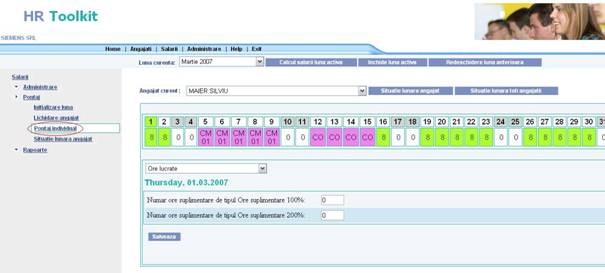 HR Toolkit
SIEMENS SRL
Home | Angajati | Salarii | Administrare | Help | Exit
Luna curenta: Martie 2007 Calcul salarii luna activa Inchide luna activa Redeschidere luna anterioara
Salarii
Administrare
Pontaj
Initializare luna
Lichidare angajat
Pontaj individual
Situatie lunara angajat
Rapoarte
Angajat curent : MAIER SILVIU Situatie lunara angajat Situatie lunara toti angajatii
1 2 3 4 5 6 7 8 9 10 11 12 13 14 15 16 17 18 19 20 21 22 23 24 25 26 27 28 29 30 31
8 8 0 0 CM 01 CM 01 CM 01 CM 01 CM 01 0 0 CO CO CO CO 8 0 0 8 8 8 8 8 0 0 8 8 8 8 8 0
Ore lucrate
Thursday, 01.03.2007
Numar ore suplimentare de tipul Ore suplimentare 100%: 0
Numar ore suplimentare de tipul Ore suplimentare 200%: 0
Salveaza